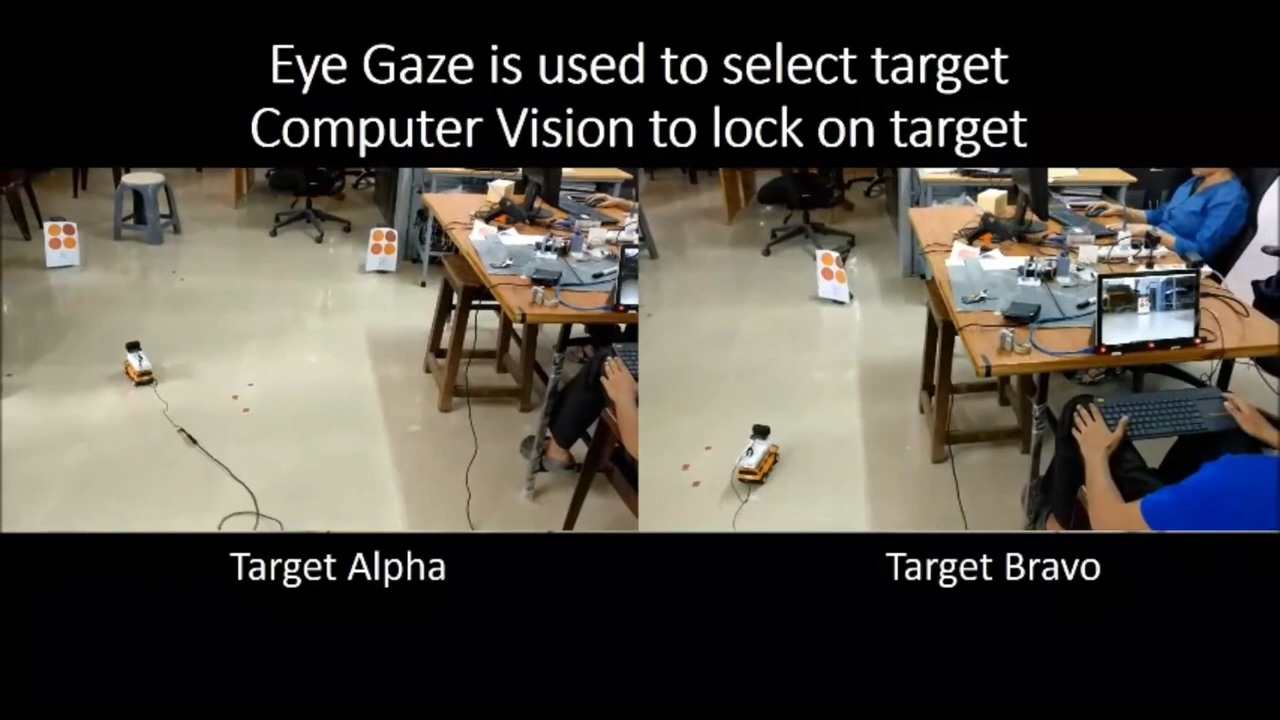 Eye Gaze is used to select target
Computer Vision to lock on target
Target Alpha
Target Bravo